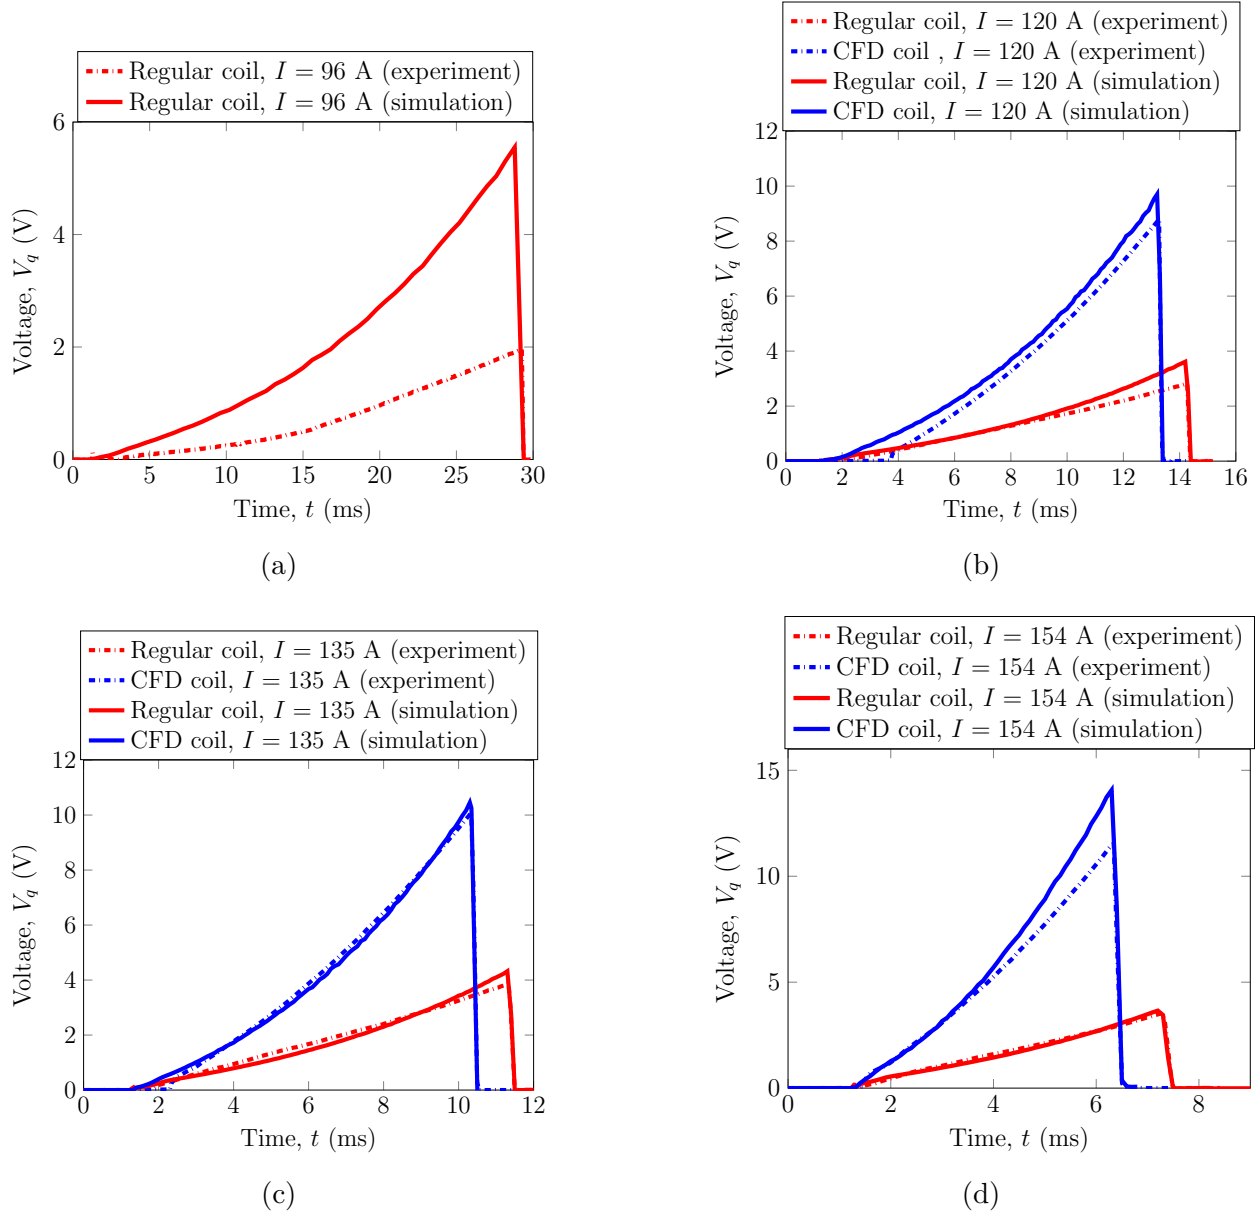 Regular coil, I = 96 A (experiment)
Regular coil, I = 96 A (simulation)
6
4
2
0
Voltage, V_q (V)
0 5 10 15 20 25 30
Time, t (ms)
(a)
Regular coil, I = 120 A (experiment)
CFD coil , I = 120 A (experiment)
Regular coil, I = 120 A (simulation)
CFD coil, I = 120 A (simulation)
12
10
8
6
4
2
0
Voltage, V_q (V)
0 2 4 6 8 10 12 14 16
Time, t (ms)
(b)
Regular coil, I = 135 A (experiment)
CFD coil, I = 135 A (experiment)
Regular coil, I = 135 A (simulation)
CFD coil, I = 135 A (simulation)
12
10
8
6
4
2
0
Voltage, V_q (V)
0 2 4 6 8 10 12
Time, t (ms)
(c)
Regular coil, I = 154 A (experiment)
CFD coil, I = 154 A (experiment)
Regular coil, I = 154 A (simulation)
CFD coil, I = 154 A (simulation)
15
10
5
0
Voltage, V_q (V)
0 2 4 6 8
Time, t (ms)
(d)